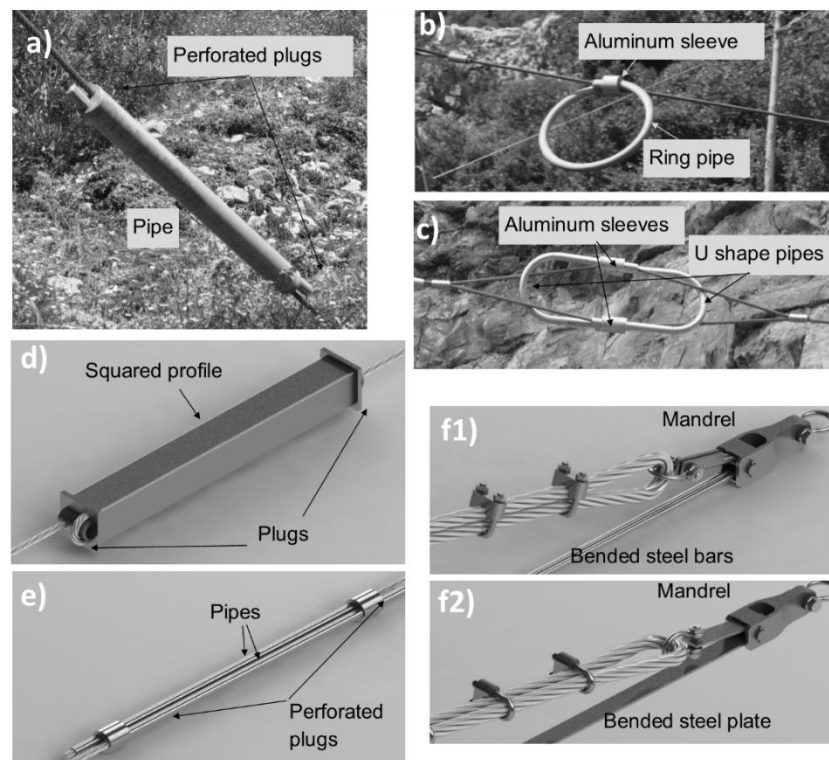 a)
Perforated plugs
Pipe
b)
Aluminum sleeve
Ring pipe
c)
Aluminum sleeves
U shape pipes
d)
Squared profile
Plugs
e)
Pipes
Perforated
plugs
f1)
Mandrel
Bended steel bars
f2)
Mandrel
Bended steel plate